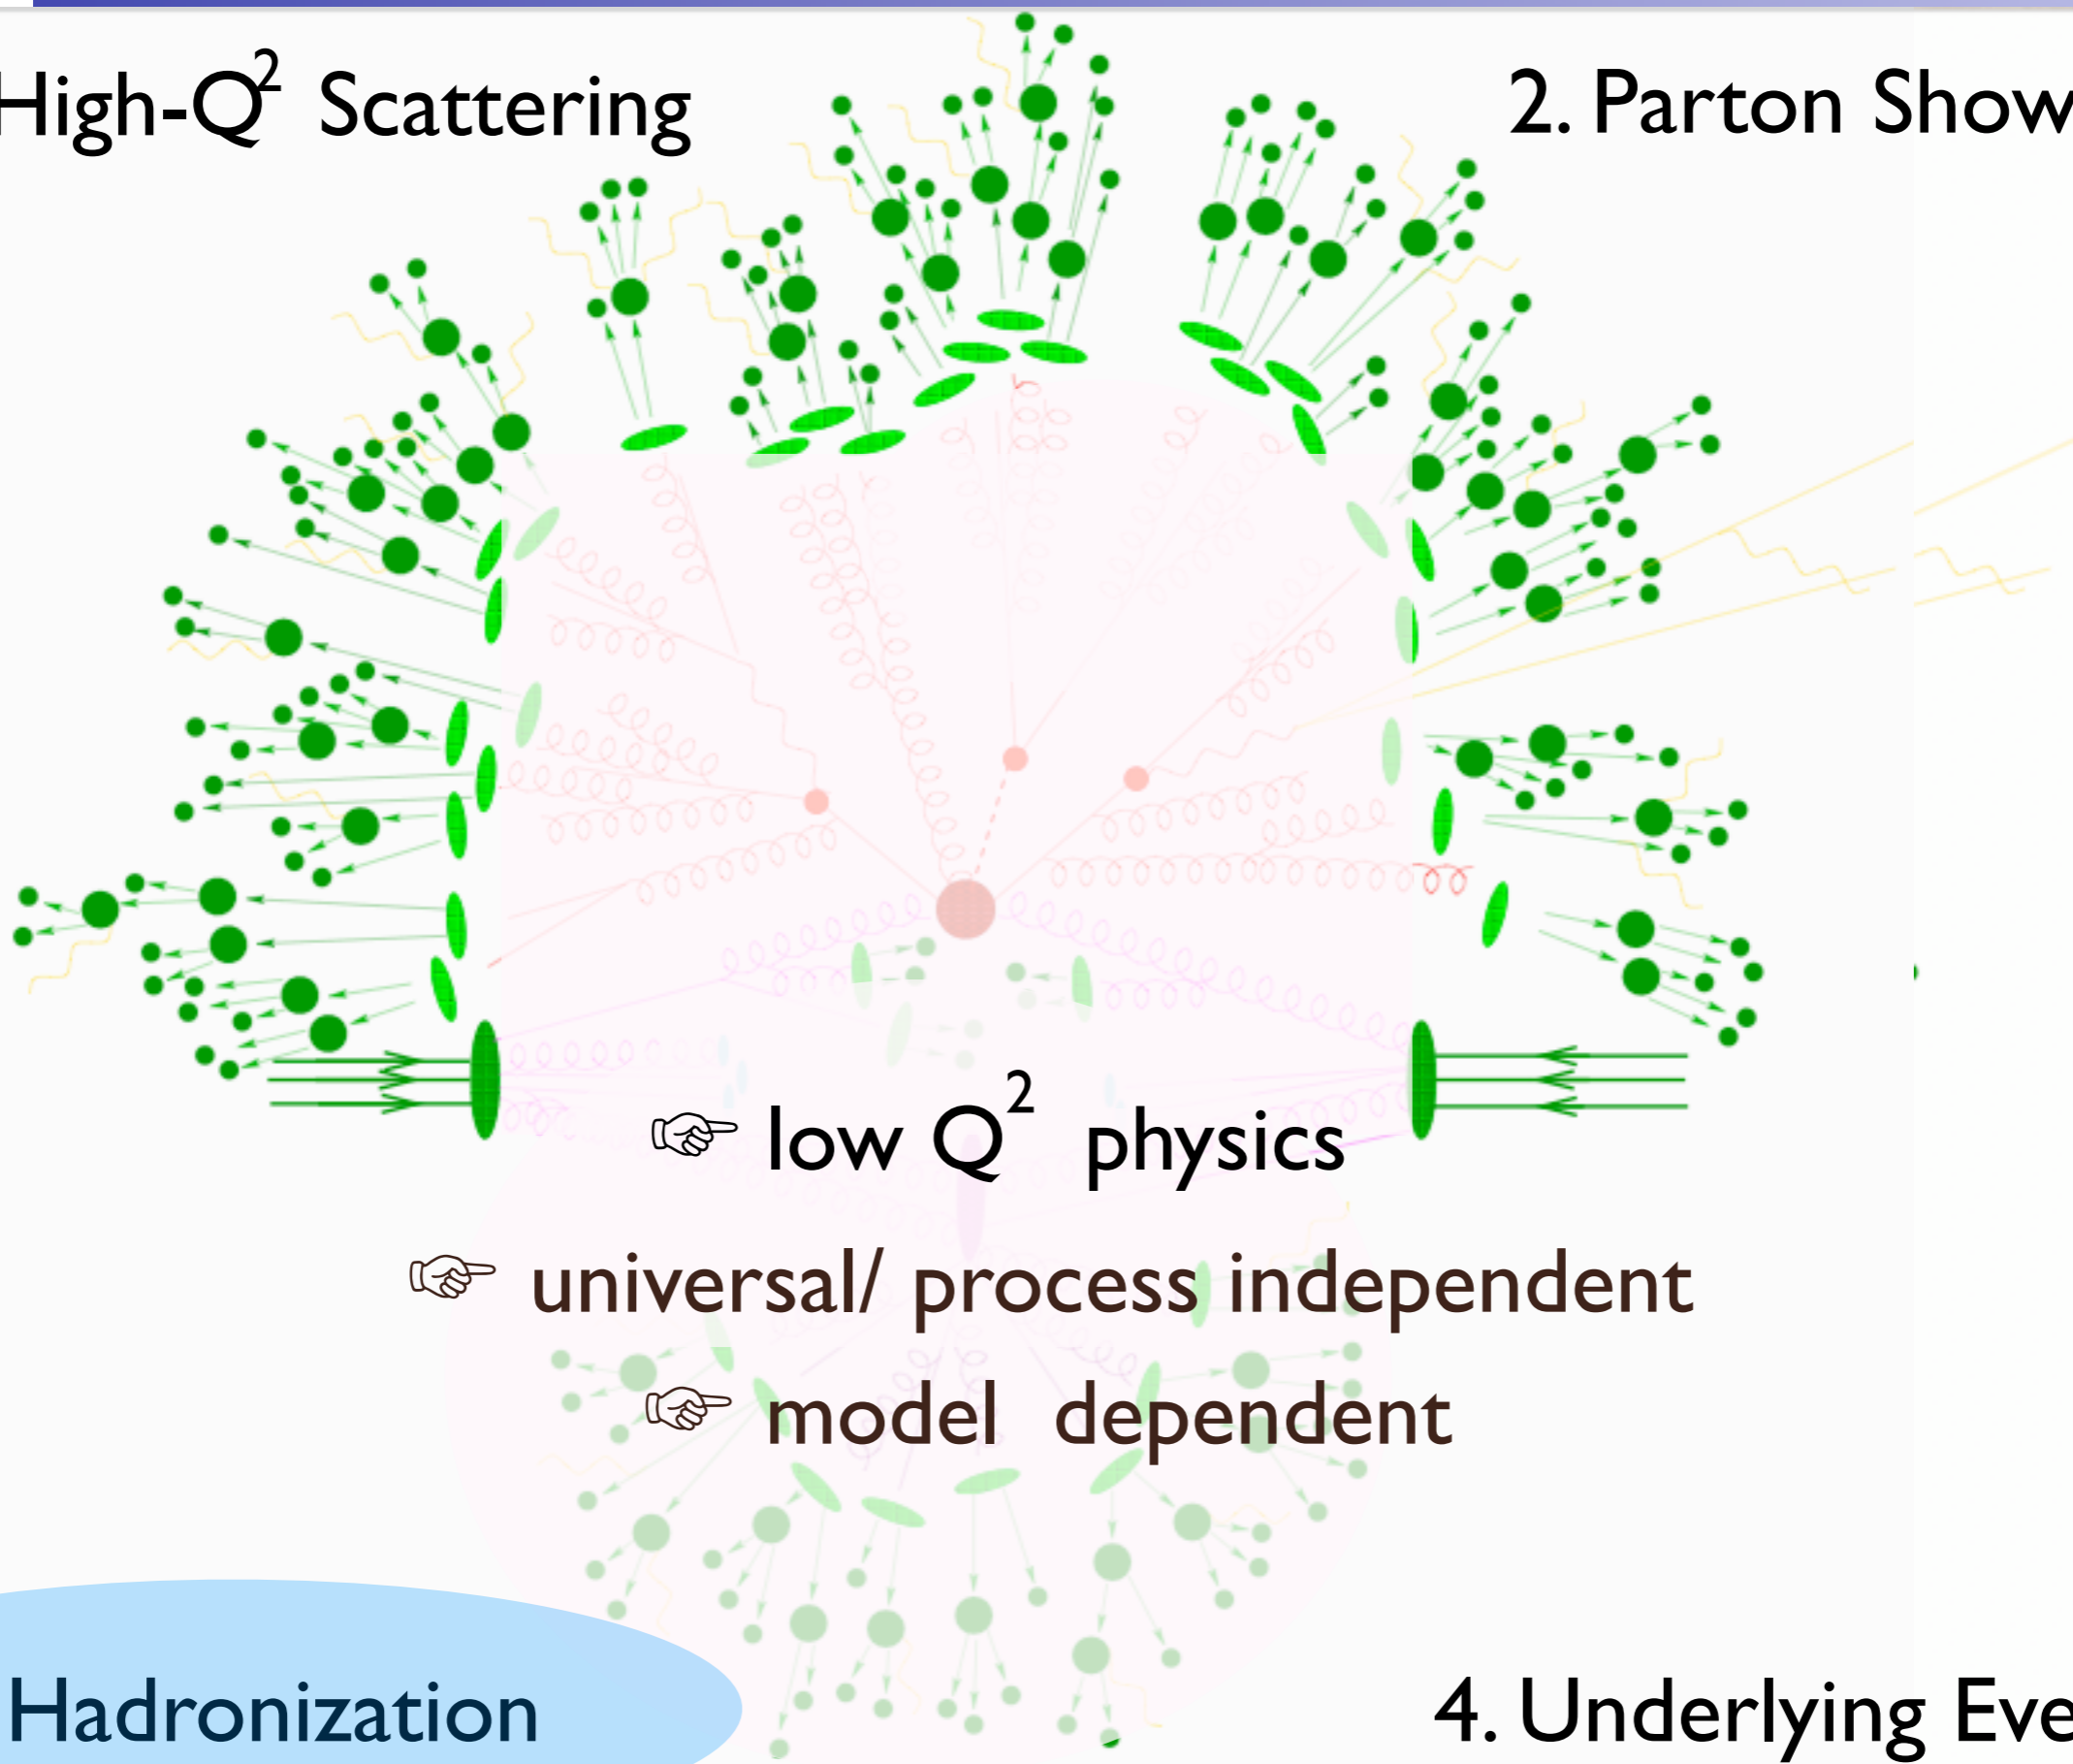 High-Q² Scattering
2. Parton Show
☞ low Q² physics
☞ universal/ process independent
☞ model dependent
Hadronization
4. Underlying Eve